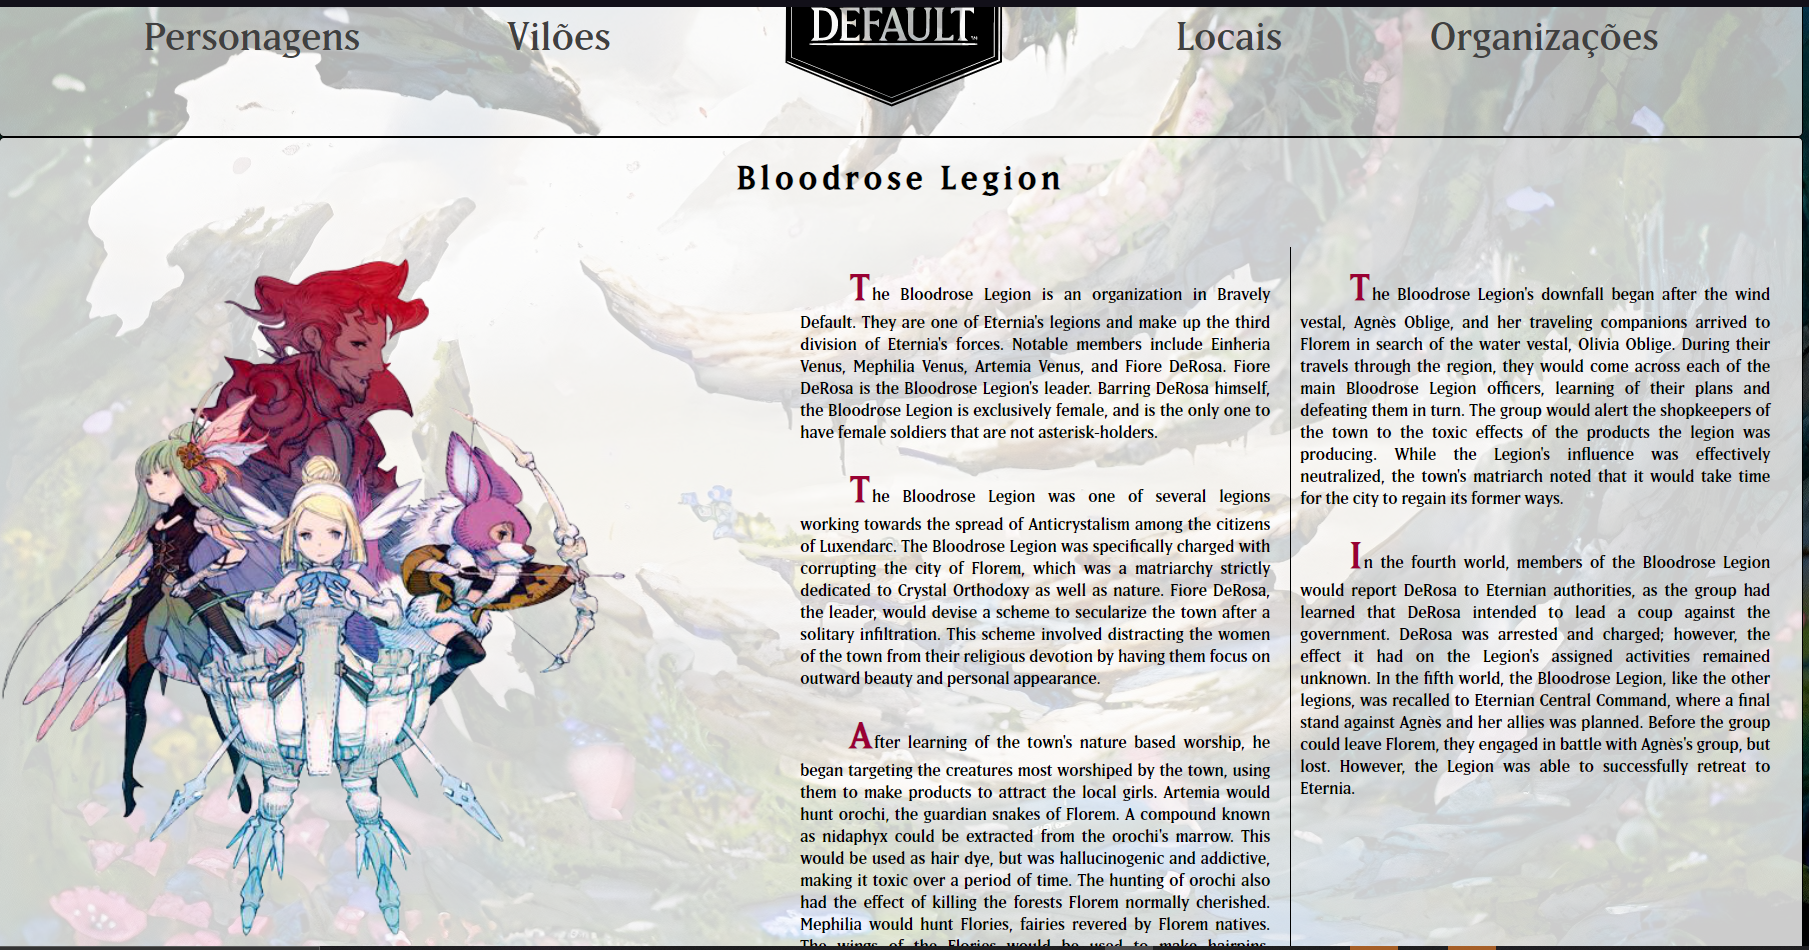 Personagens
Vilões
DEFAULT
Locais
Organizações
Bloodrose Legion
The Bloodrose Legion is an organization in Bravely
Default. They are one of Eternia's legions and make up the third
division of Eternia's forces. Notable members include Einheria
Venus, Mephilia Venus, Artemia Venus, and Fiore DeRosa. Fiore
DeRosa is the Bloodrose Legion's leader. Barring DeRosa himself,
the Bloodrose Legion is exclusively female, and is the only one to
have female soldiers that are not asterisk-holders.
The Bloodrose Legion was one of several legions
working towards the spread of Anticrystalism among the citizens
of Luxendarc. The Bloodrose Legion was specifically charged with
corrupting the city of Florem, which was a matriarchy strictly
dedicated to Crystal Orthodoxy as well as nature. Fiore DeRosa,
the leader, would devise a scheme to secularize the town after a
solitary infiltration. This scheme involved distracting the women
of the town from their religious devotion by having them focus on
outward beauty and personal appearance.
After learning of the town's nature based worship, he
began targeting the creatures most worshiped by the town, using
them to make products to attract the local girls. Artemia would
hunt orochi, the guardian snakes of Florem. A compound known
as nidaphyx could be extracted from the orochi's marrow. This
would be used as hair dye, but was hallucinogenic and addictive,
making it toxic over a period of time. The hunting of orochi also
had the effect of killing the forests Florem normally cherished.
Mephilia would hunt Flories, fairies revered by Florem natives.
The wings of the Flories would be used to make hairpins,
The Bloodrose Legion's downfall began after the wind
vestal, Agnès Oblige, and her traveling companions arrived to
Florem in search of the water vestal, Olivia Oblige. During their
travels through the region, they would come across each of the
main Bloodrose Legion officers, learning of their plans and
defeating them in turn. The group would alert the shopkeepers of
the town to the toxic effects of the products the legion was
producing. While the Legion's influence was effectively
neutralized, the town's matriarch noted that it would take time
for the city to regain its former ways.
In the fourth world, members of the Bloodrose Legion
would report DeRosa to Eternian authorities, as the group had
learned that DeRosa intended to lead a coup against the
government. DeRosa was arrested and charged; however, the
effect it had on the Legion's assigned activities remained
unknown. In the fifth world, the Bloodrose Legion, like the other
legions, was recalled to Eternian Central Command, where a final
stand against Agnès and her allies was planned. Before the group
could leave Florem, they engaged in battle with Agnès's group, but
lost. However, the Legion was able to successfully retreat to
Eternia.